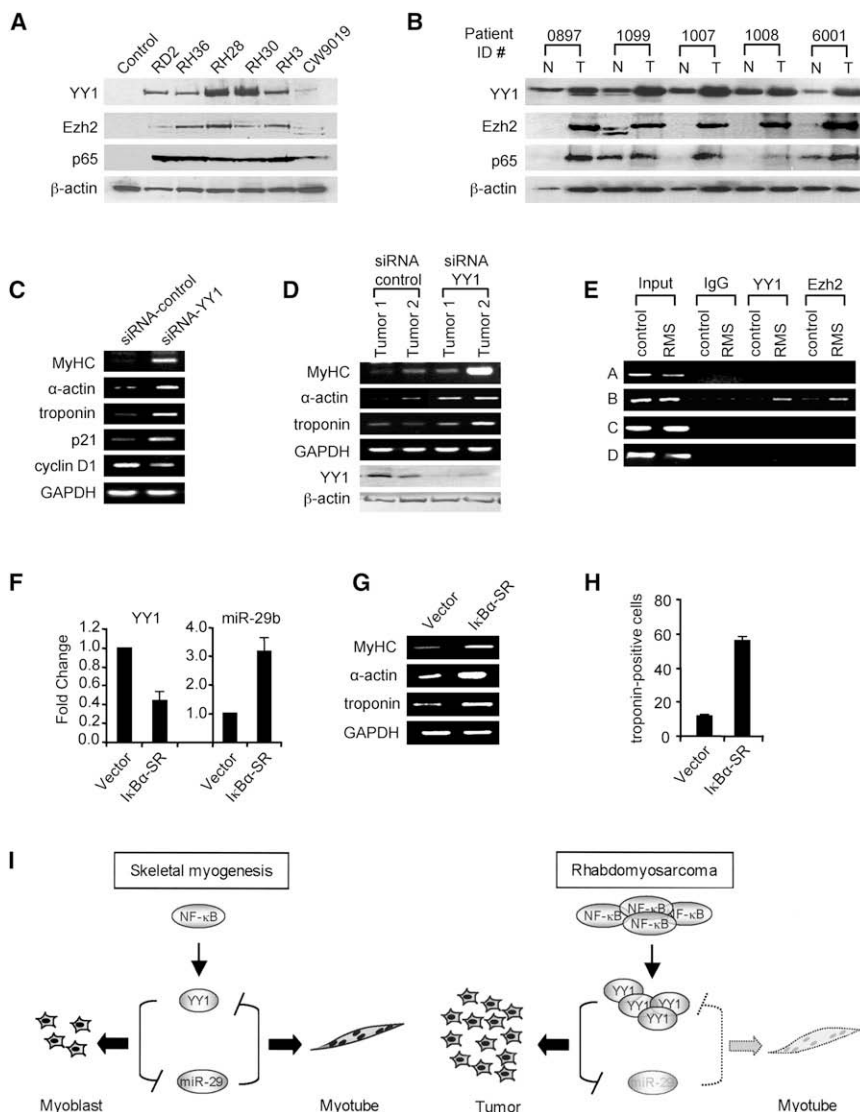 A
Control RD2 RH36 RH28 RH30 RH3 CW9019
YY1
Ezh2
p65
β-actin
B
Patient ID # 0897 1099 1007 1008 6001
N T N T N T N T N T
YY1
Ezh2
p65
β-actin
C
siRNA-control siRNA-YY1
MyHC
α-actin
troponin
p21
cyclin D1
GAPDH
D
siRNA control siRNA YY1
Tumor 1 Tumor 2 Tumor 1 Tumor 2
MyHC
α-actin
troponin
GAPDH
YY1
β-actin
E
Input IgG YY1 Ezh2
control RMS control RMS control RMS control RMS
A
B
C
D
F
YY1
Fold Change
1.2
1.0
0.8
0.6
0.4
0.2
0.0
Vector IκBα-SR
miR-29b
4.0
3.0
2.0
1.0
Vector IκBα-SR
G
Vector IκBα-SR
MyHC
α-actin
troponin
GAPDH
H
troponin-positive cells
80
60
40
20
0
Vector IκBα-SR
I
Skeletal myogenesis
NF-κB
YY1
miR-29
Myoblast Myotube
Rhabdomyosarcoma
NF-κB NF-κB NF-κB NF-κB
YY1 YY1 YY1 YY1
miR-29
Tumor Myotube